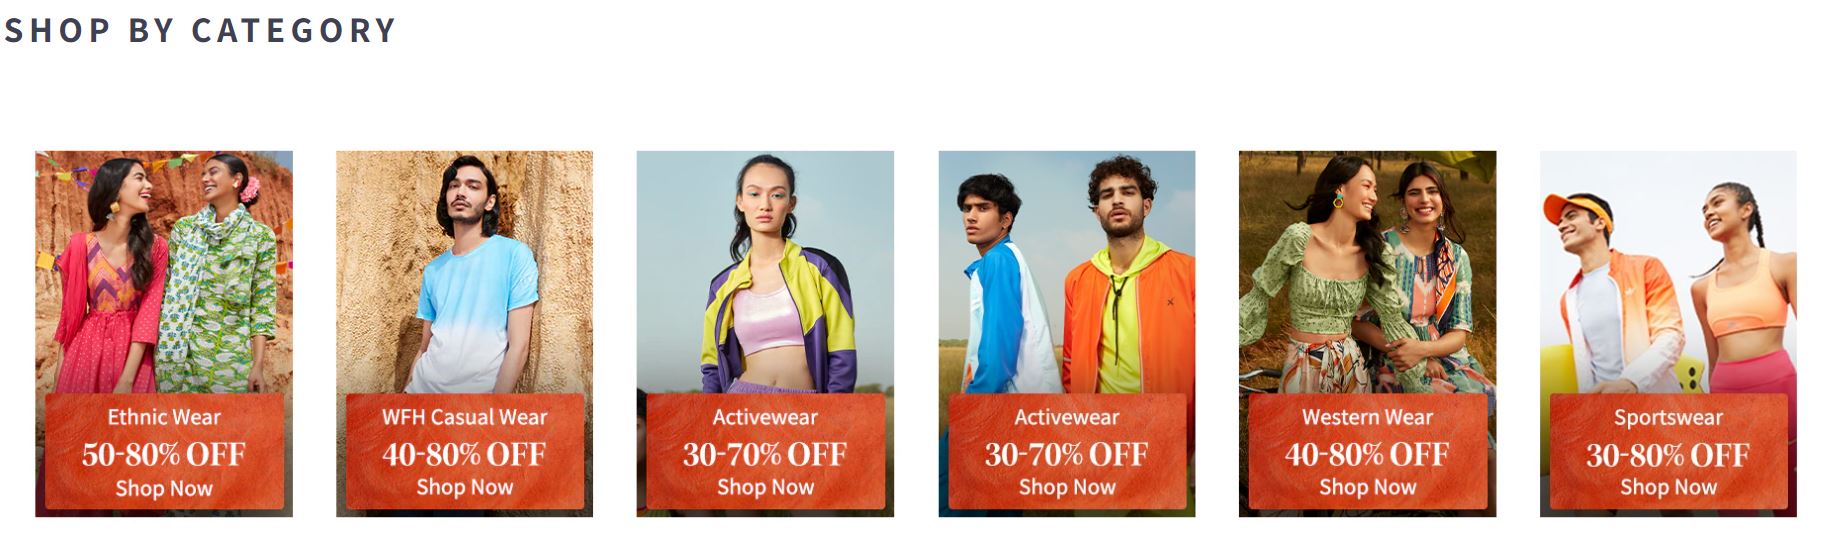 SHOP BY CATEGORY
Ethnic Wear
50-80% OFF
Shop Now
WFH Casual Wear
40-80% OFF
Shop Now
Activewear
30-70% OFF
Shop Now
Activewear
30-70% OFF
Shop Now
Western Wear
40-80% OFF
Shop Now
Sportswear
30-80% OFF
Shop Now